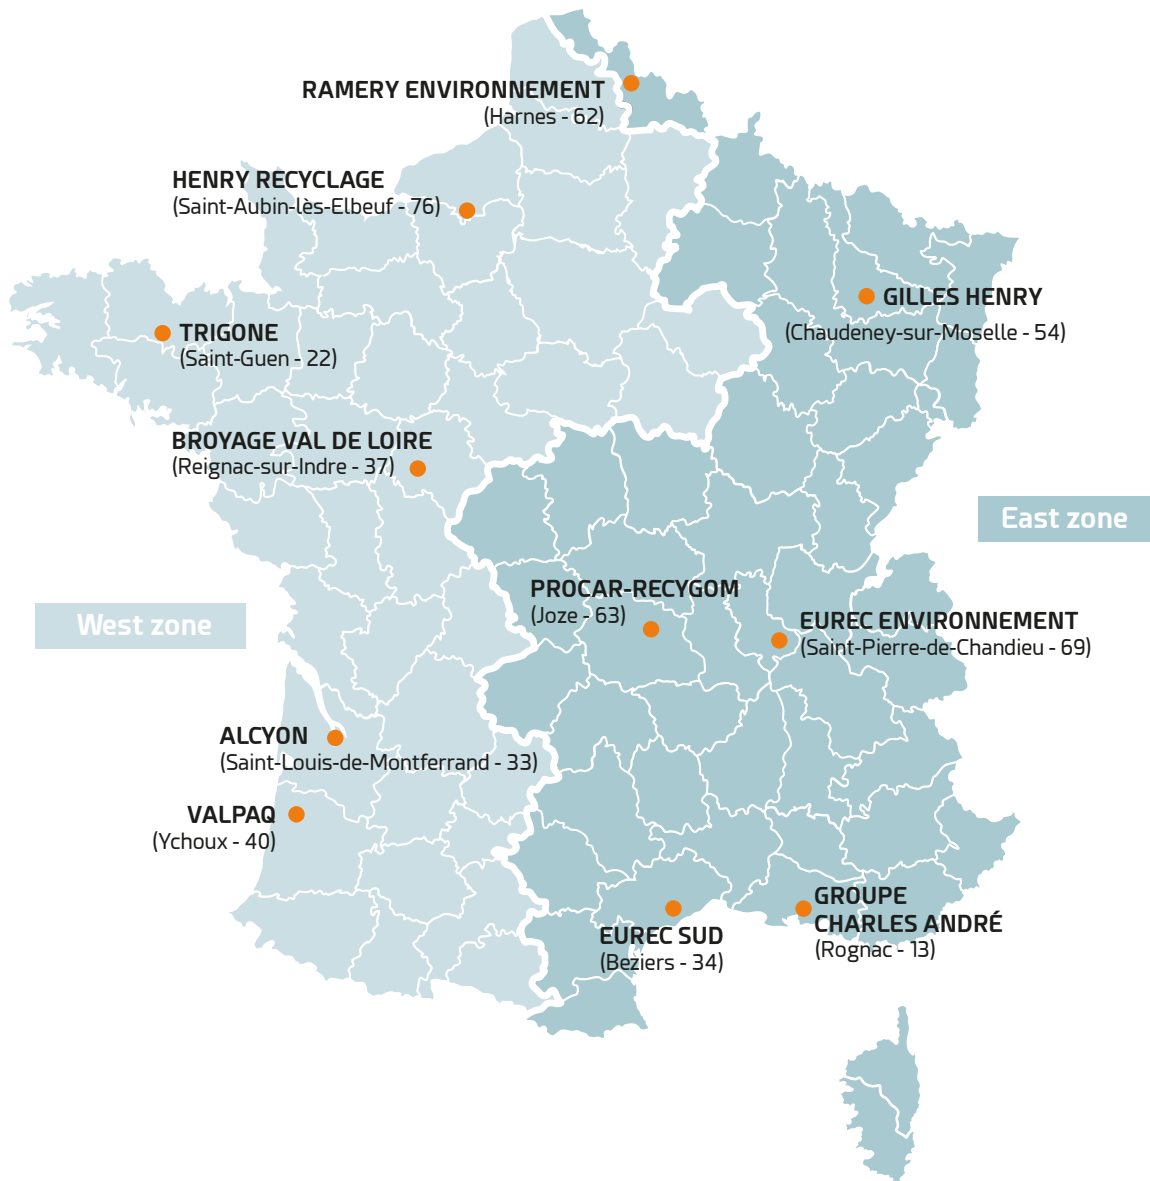 RAMERY ENVIRONNEMENT
(Harnes - 62)
HENRY RECYCLAGE
(Saint-Aubin-lès-Elbeuf - 76)
GILLES HENRY
(Chaudeney-sur-Moselle - 54)
TRIGONE
(Saint-Guen - 22)
BROYAGE VAL DE LOIRE
(Reignac-sur-Indre - 37)
East zone
PROCAR-RECYGOM
(Joze - 63)
West zone
EUREC ENVIRONNEMENT
(Saint-Pierre-de-Chandieu - 69)
ALCYON
(Saint-Louis-de-Montferrand - 33)
VALPAQ
(Ychoux - 40)
GROUPE
CHARLES ANDRÉ
(Rognac - 13)
EUREC SUD
(Beziers - 34)